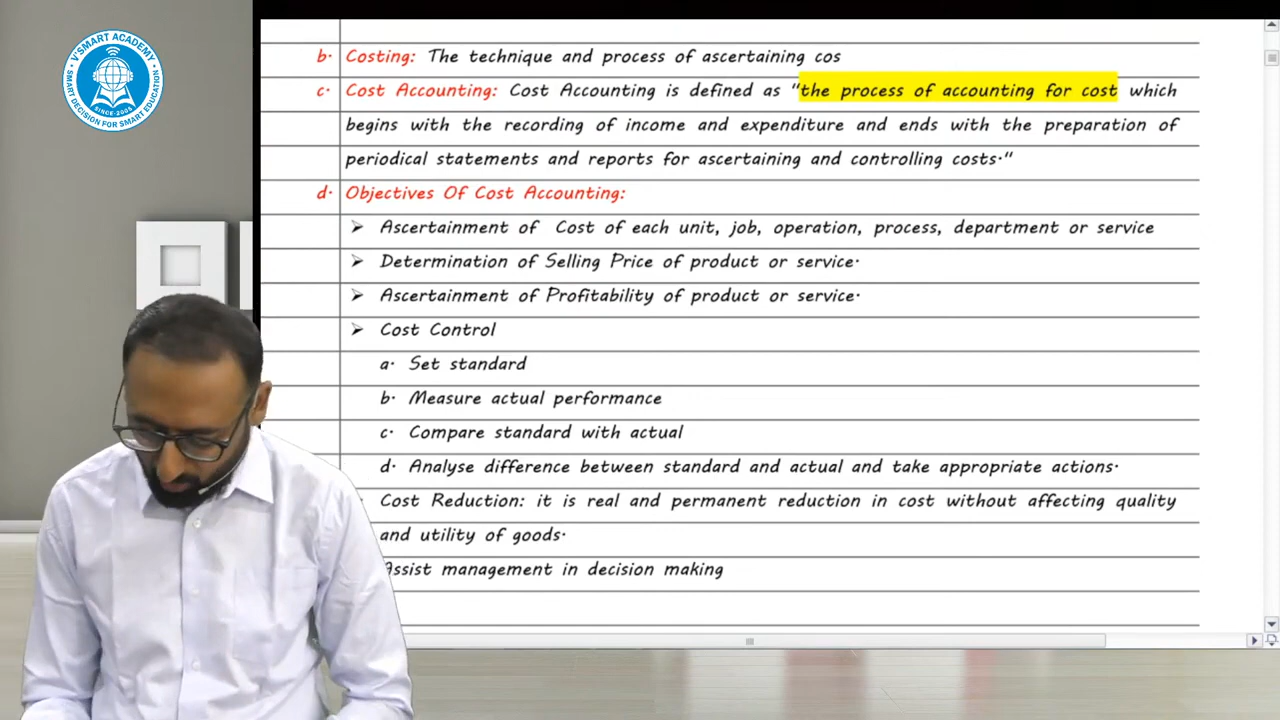 V'SMART ACADEMY
SMART DECISION FOR SMART EDUCATION
SINCE-2005
b. Costing: The technique and process of ascertaining cos
c. Cost Accounting: Cost Accounting is defined as "the process of accounting for cost which
begins with the recording of income and expenditure and ends with the preparation of
periodical statements and reports for ascertaining and controlling costs."
d. Objectives Of Cost Accounting:
➢ Ascertainment of Cost of each unit, job, operation, process, department or service
➢ Determination of Selling Price of product or service.
➢ Ascertainment of Profitability of product or service.
➢ Cost Control
a. Set standard
b. Measure actual performance
c. Compare standard with actual
d. Analyse difference between standard and actual and take appropriate actions.
Cost Reduction: it is real and permanent reduction in cost without affecting quality
and utility of goods.
Assist management in decision making